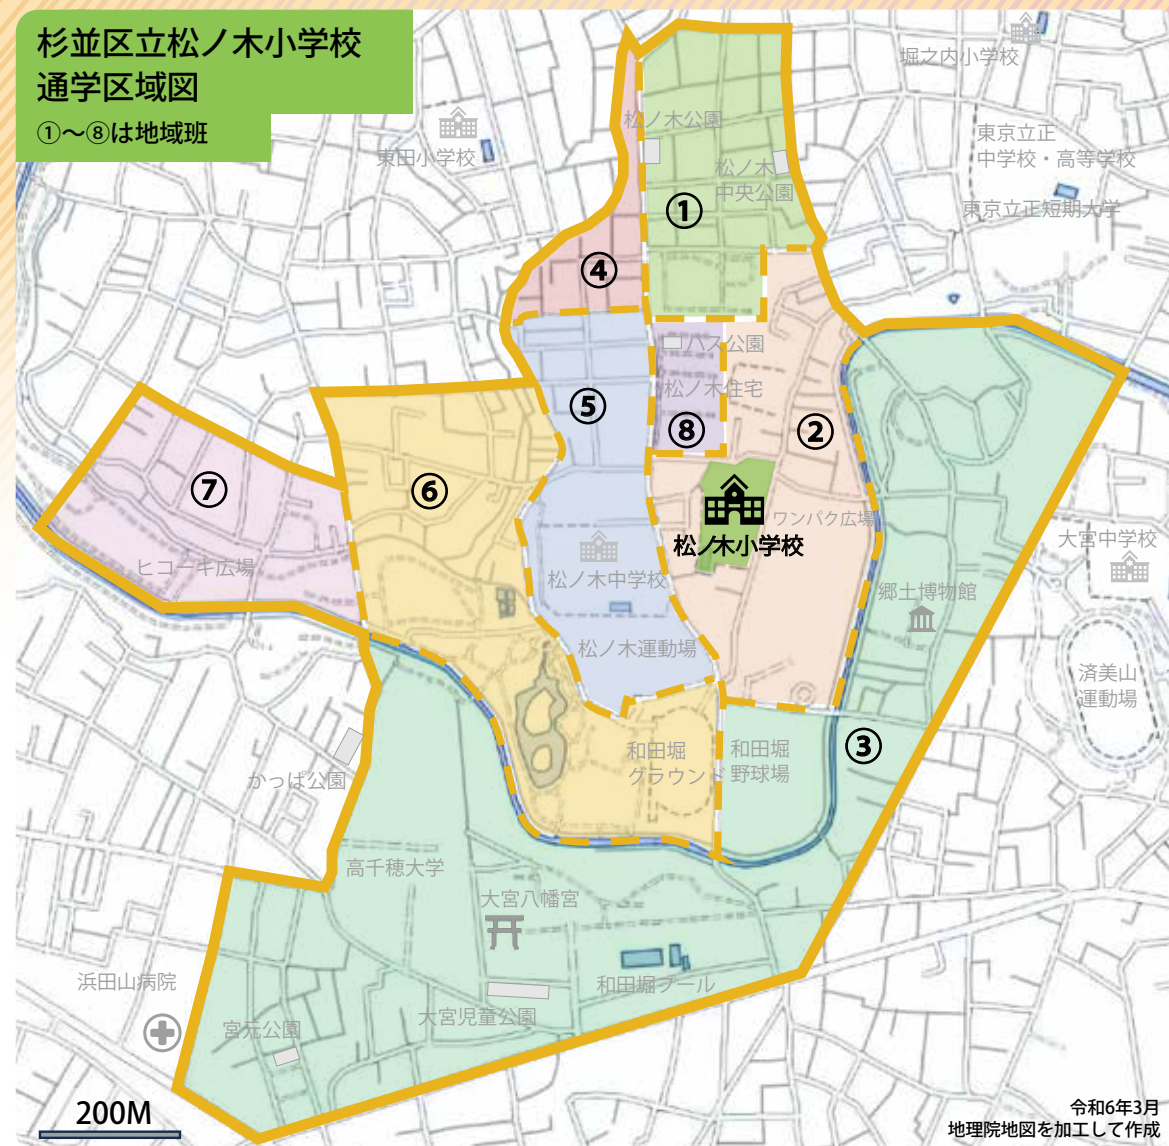 杉並区立松ノ木小学校
通学区域図
①～⑧は地域班
堀之内小学校
東田小学校
松ノ木公園
東京立正
中学校・高等学校
松ノ木
中央公園
東京立正短期大学
①
④
バス公園
松ノ木住宅
⑤
⑧
②
⑦
⑥
ワンパク広場
松ノ木小学校
大宮中学校
ヒコーキ広場
松ノ木中学校
郷土博物館
松ノ木運動場
済美山
運動場
和田堀
グラウンド
和田堀
野球場
③
かっぱ公園
高千穂大学
大宮八幡宮
浜田山病院
和田堀プール
大宮児童公園
宮元公園
200M
令和6年3月
地理院地図を加工して作成